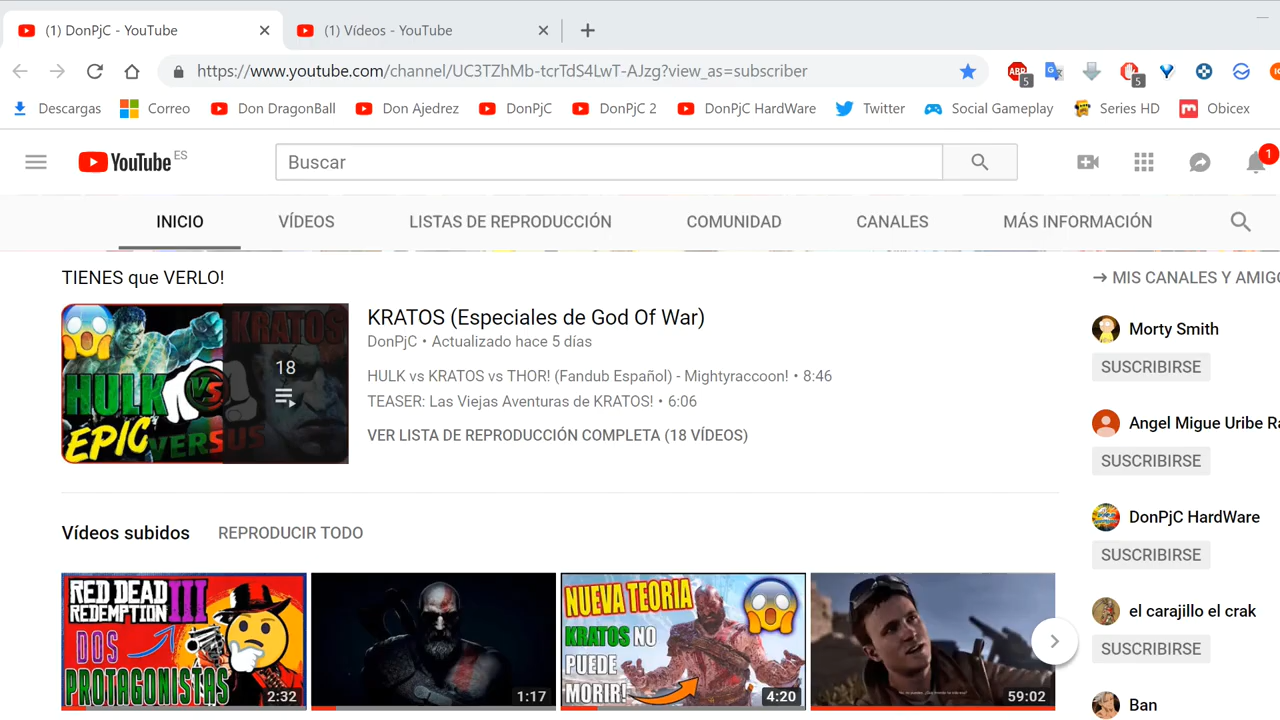 (1) DonPjC - YouTube
(1) Vídeos - YouTube
https://www.youtube.com/channel/UC3TZhMb-tcrTdS4LwT-AJzg?view_as=subscriber
ABP
5
5
Descargas
Correo
Don DragonBall
Don Ajedrez
DonPjC
DonPjC 2
DonPjC HardWare
Twitter
Social Gameplay
Series HD
Obicex
YouTube ES
Buscar
1
INICIO
VÍDEOS
LISTAS DE REPRODUCCIÓN
COMUNIDAD
CANALES
MÁS INFORMACIÓN
TIENES que VERLO!
HULK VS
EPIC VERSUS
KRATOS
18
KRATOS (Especiales de God Of War)
DonPjC • Actualizado hace 5 días
HULK vs KRATOS vs THOR! (Fandub Español) - Mightyraccoon! • 8:46
TEASER: Las Viejas Aventuras de KRATOS! • 6:06
VER LISTA DE REPRODUCCIÓN COMPLETA (18 VÍDEOS)
MIS CANALES Y AMIG
Morty Smith
SUSCRIBIRSE
Angel Migue Uribe
SUSCRIBIRSE
DonPjC HardWare
SUSCRIBIRSE
el carajillo el crak
SUSCRIBIRSE
Ban
Vídeos subidos
REPRODUCIR TODO
RED DEAD
REDEMPTION III
DOS
PROTAGONISTAS
2:32
1:17
NUEVA TEORIA
KRATOS NO
PUEDE
MORIR!
4:20
59:02